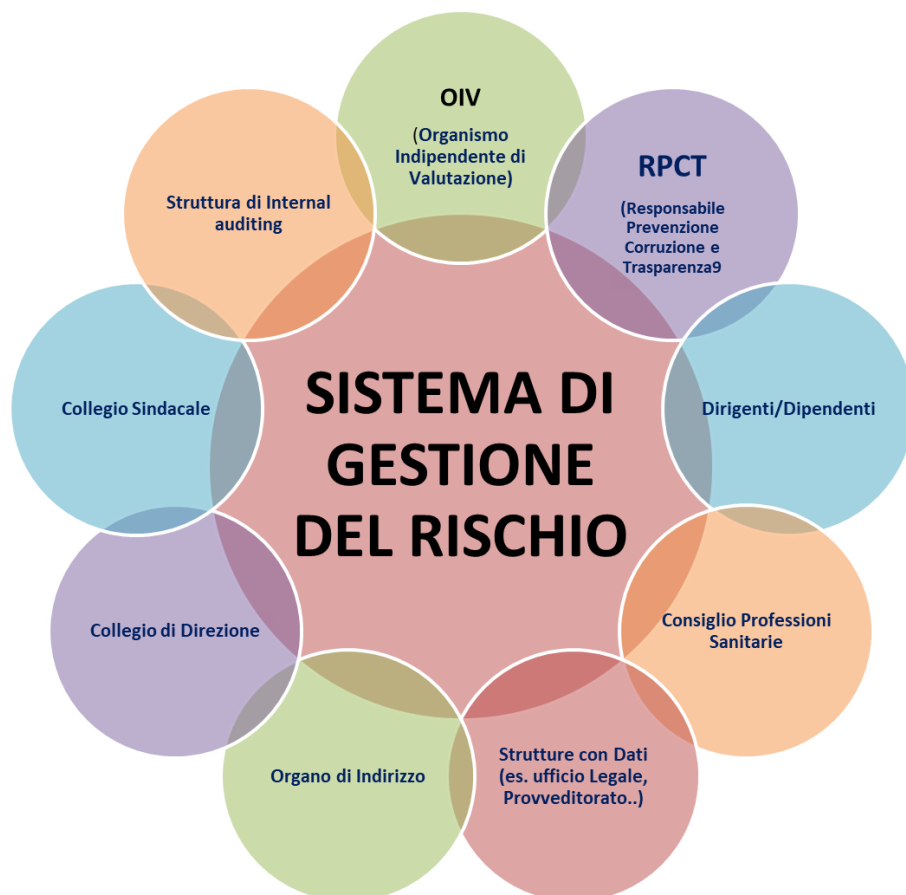 OIV
(Organismo
Indipendente di
Valutazione)
RPCT
(Responsabile
Prevenzione
Corruzione e
Trasparenza9
Struttura di Internal
auditing
Collegio Sindacale
Dirigenti/Dipendenti
SISTEMA DI
GESTIONE
DEL RISCHIO
Collegio di Direzione
Consiglio Professioni
Sanitarie
Organo di Indirizzo
Strutture con Dati
(es. ufficio Legale,
Provveditorato..)